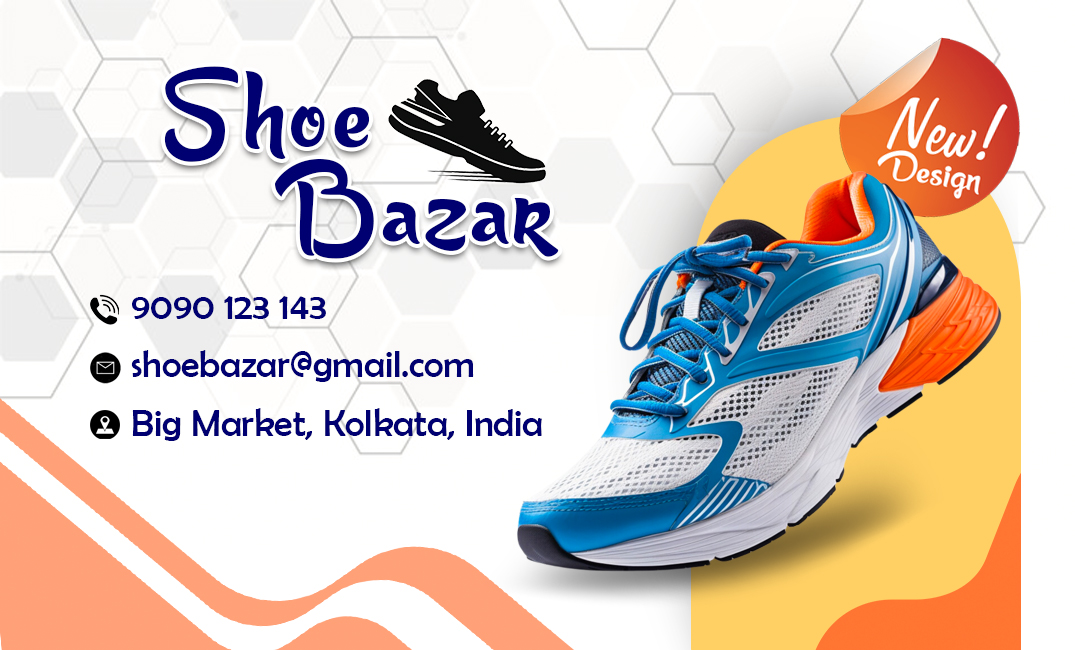 Shoe
Bazar
New!
Design
9090 123 143
shoebazar@gmail.com
Big Market, Kolkata, India